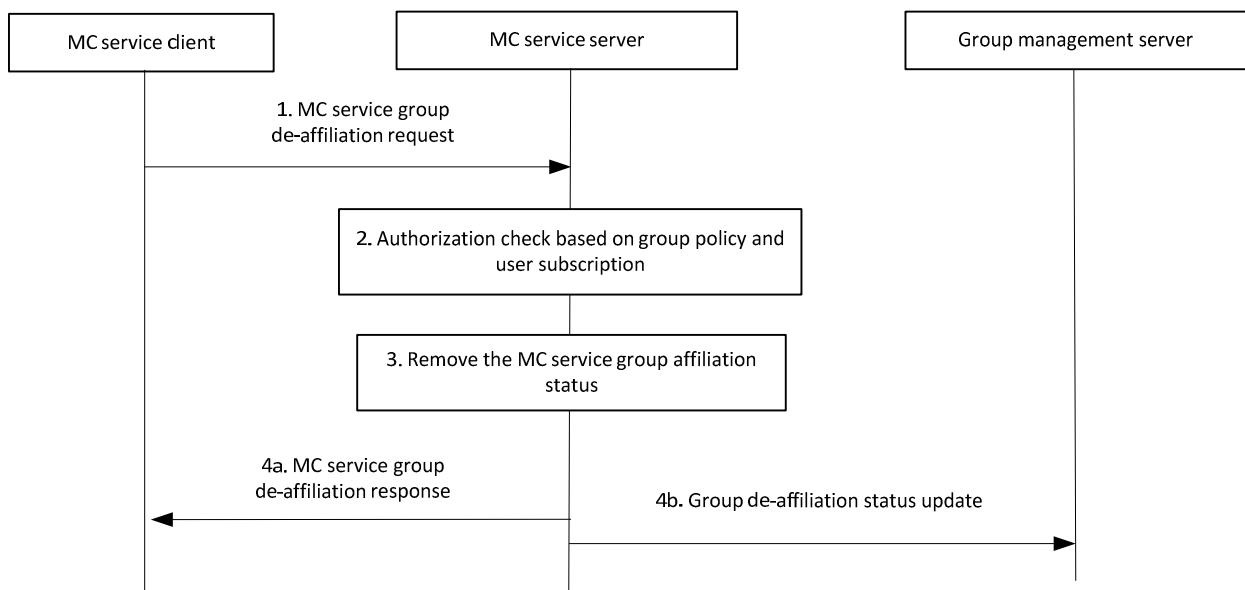 MC service client
MC service server
Group management server
1. MC service group
de-affiliation request
2. Authorization check based on group policy and
user subscription
3. Remove the MC service group affiliation
status
4a. MC service group
de-affiliation response
4b. Group de-affiliation status update